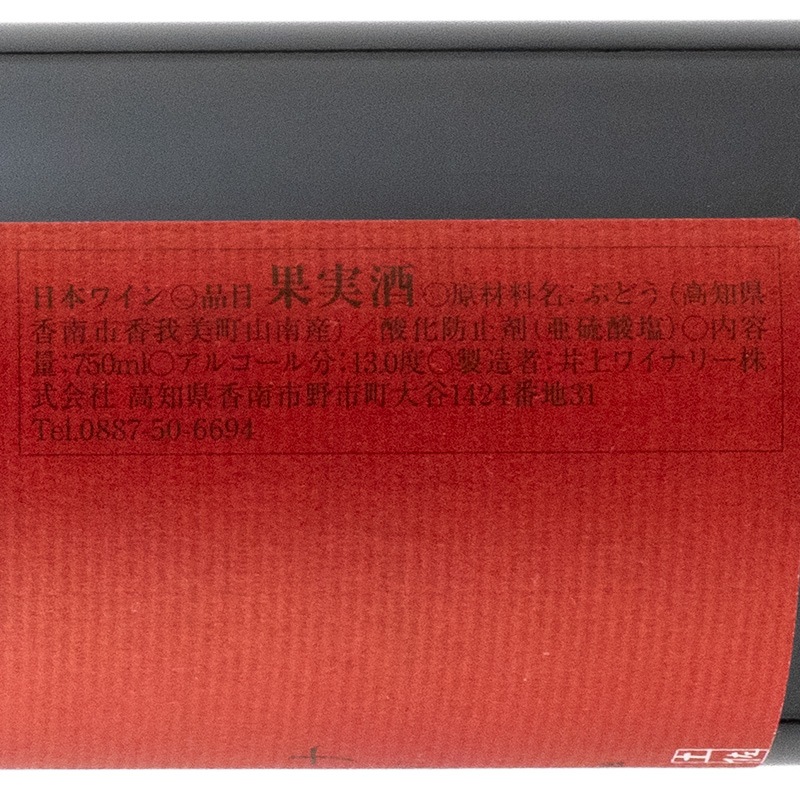 日本ワイン○品目 果実酒 ○原材料名：ぶどう（高知県
香南市香我美町山南産）／酸化防止剤（亜硫酸塩）○内容
量：750ml○アルコール分：13.0度○製造者：井上ワイナリー株
式会社 高知県香南市野市町大谷1424番地31
Tel.0887-50-6694